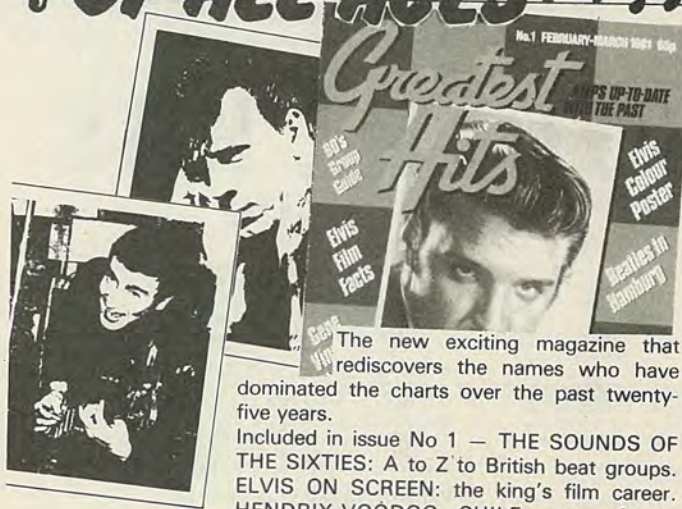 No.1 FEBRUARY-MARCH 1981 60p
Greatest
Hits
UP-TO-DATE
WITH THE PAST
60's
Group
Guide
Elvis
Film
Facts
Gene
Elvis
Colour
Poster
Beatles in
Hamburg
The new exciting magazine that
rediscovers the names who have
dominated the charts over the past twenty-
five years.
Included in issue No 1 — THE SOUNDS OF
THE SIXTIES: A to Z to British beat groups.
ELVIS ON SCREEN: the king's film career.